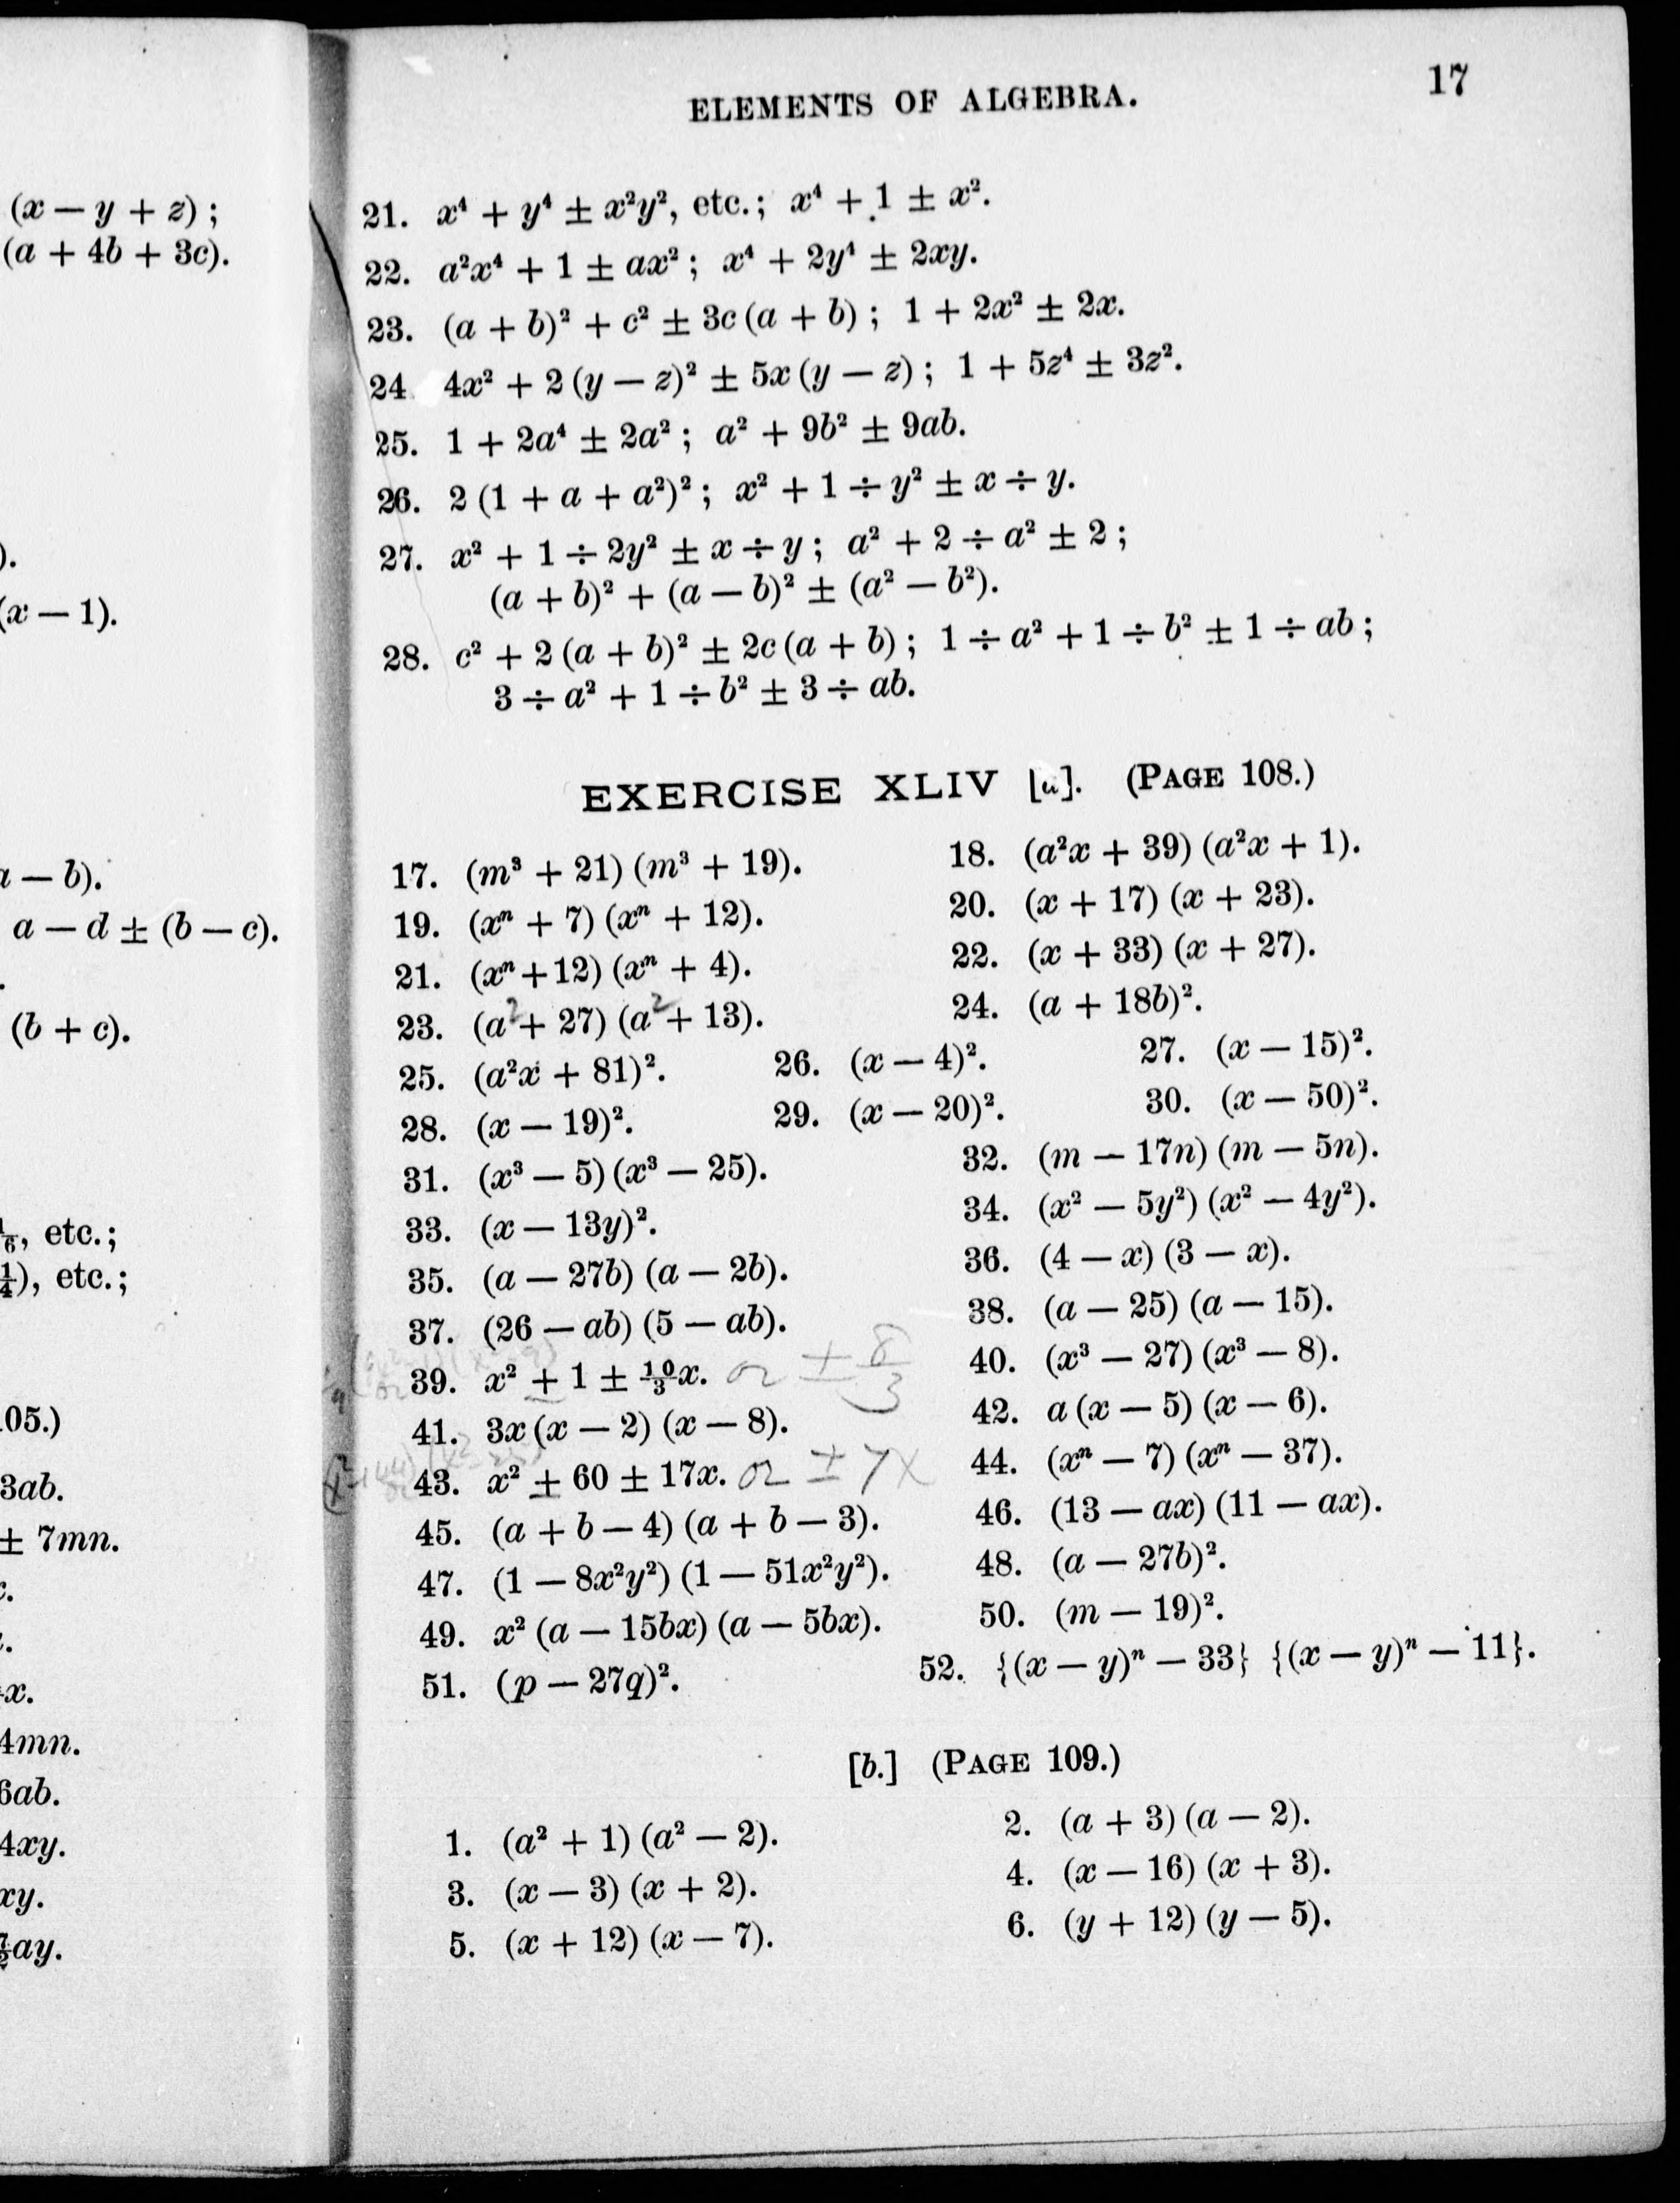 (x — y + z) ;
(a + 4b + 3c).
).
(x — 1).
a — b).
a — d ± (b — c).
.
(b + c).
1/6, etc.;
1/4), etc.;
05.)
3ab.
± 7mn.
c.
x.
4mn.
6ab.
4xy.
xy.
7/2ay.
ELEMENTS OF ALGEBRA. 17
21. x⁴ + y⁴ ± x²y², etc.; x⁴ + 1 ± x².
22. a²x⁴ + 1 ± ax² ; x⁴ + 2y⁴ ± 2xy.
23. (a + b)² + c² ± 3c (a + b) ; 1 + 2x² ± 2x.
24 4x² + 2 (y — z)² ± 5x (y — z) ; 1 + 5z⁴ ± 3z².
25. 1 + 2a⁴ ± 2a² ; a² + 9b² ± 9ab.
26. 2 (1 + a + a²)² ; x² + 1 ÷ y² ± x ÷ y.
27. x² + 1 ÷ 2y² ± x ÷ y ; a² + 2 ÷ a² ± 2 ;
(a + b)² + (a — b)² ± (a² — b²).
28. c² + 2 (a + b)² ± 2c (a + b) ; 1 ÷ a² + 1 ÷ b² ± 1 ÷ ab ;
3 ÷ a² + 1 ÷ b² ± 3 ÷ ab.
EXERCISE XLIV [a]. (PAGE 108.)
17. (m³ + 21) (m³ + 19). 18. (a²x + 39) (a²x + 1).
19. (xⁿ + 7) (xⁿ + 12). 20. (x + 17) (x + 23).
21. (xⁿ + 12) (xⁿ + 4). 22. (x + 33) (x + 27).
23. (a² + 27) (a² + 13). 24. (a + 18b)².
25. (a²x + 81)². 26. (x — 4)². 27. (x — 15)².
28. (x — 19)². 29. (x — 20)². 30. (x — 50)².
31. (x³ — 5) (x³ — 25). 32. (m — 17n) (m — 5n).
33. (x — 13y)². 34. (x² — 5y²) (x² — 4y²).
35. (a — 27b) (a — 2b). 36. (4 — x) (3 — x).
37. (26 — ab) (5 — ab). 38. (a — 25) (a — 15).
39. x² + 1 ± 10/3x. or ± 8/3 40. (x³ — 27) (x³ — 8).
41. 3x (x — 2) (x — 8). 42. a (x — 5) (x — 6).
43. x² ± 60 ± 17x. or ± 7x 44. (xⁿ — 7) (xⁿ — 37).
45. (a + b — 4) (a + b — 3). 46. (13 — ax) (11 — ax).
47. (1 — 8x²y²) (1 — 51x²y²). 48. (a — 27b)².
49. x² (a — 15bx) (a — 5bx). 50. (m — 19)².
51. (p — 27q)². 52. {(x — y)ⁿ — 33} {(x — y)ⁿ — 11}.
[b.] (PAGE 109.)
1. (a² + 1) (a² — 2). 2. (a + 3) (a — 2).
3. (x — 3) (x + 2). 4. (x — 16) (x + 3).
5. (x + 12) (x — 7). 6. (y + 12) (y — 5).